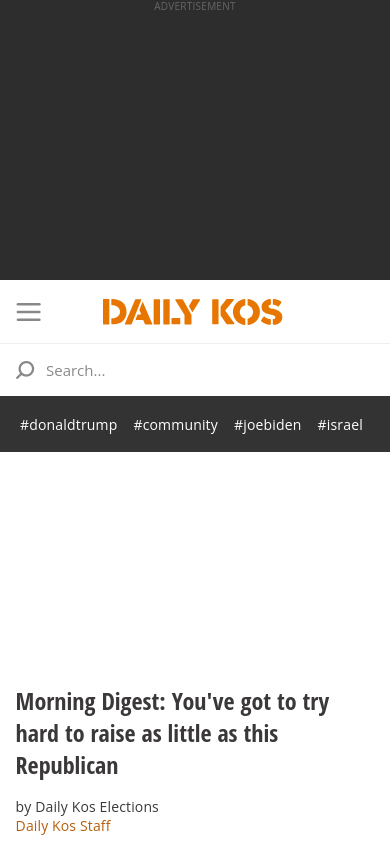 ADVERTISEMENT
DAILY KOS
Search...
#donaldtrump #community #joebiden #israel
Morning Digest: You've got to try
hard to raise as little as this
Republican
by Daily Kos Elections
Daily Kos Staff